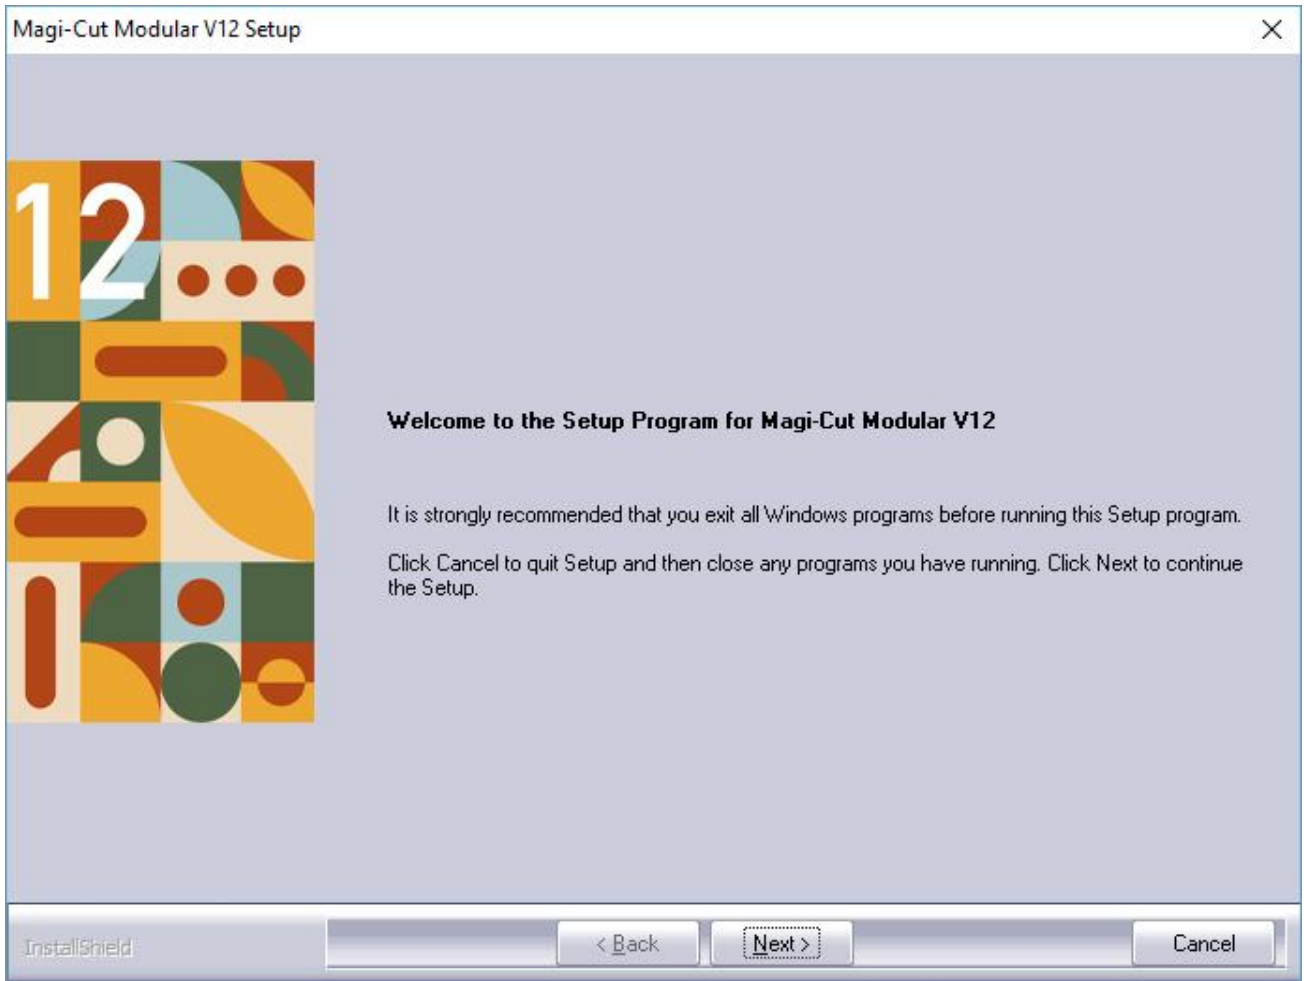 Magi-Cut Modular V12 Setup
12
Welcome to the Setup Program for Magi-Cut Modular V12
It is strongly recommended that you exit all Windows programs before running this Setup program.
Click Cancel to quit Setup and then close any programs you have running. Click Next to continue
the Setup.
InstallShield
< Back
Next >
Cancel